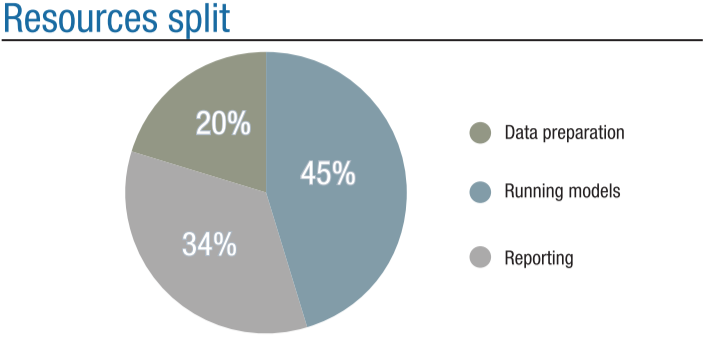 Resources split
20%
45%
34%
Data preparation
Running models
Reporting